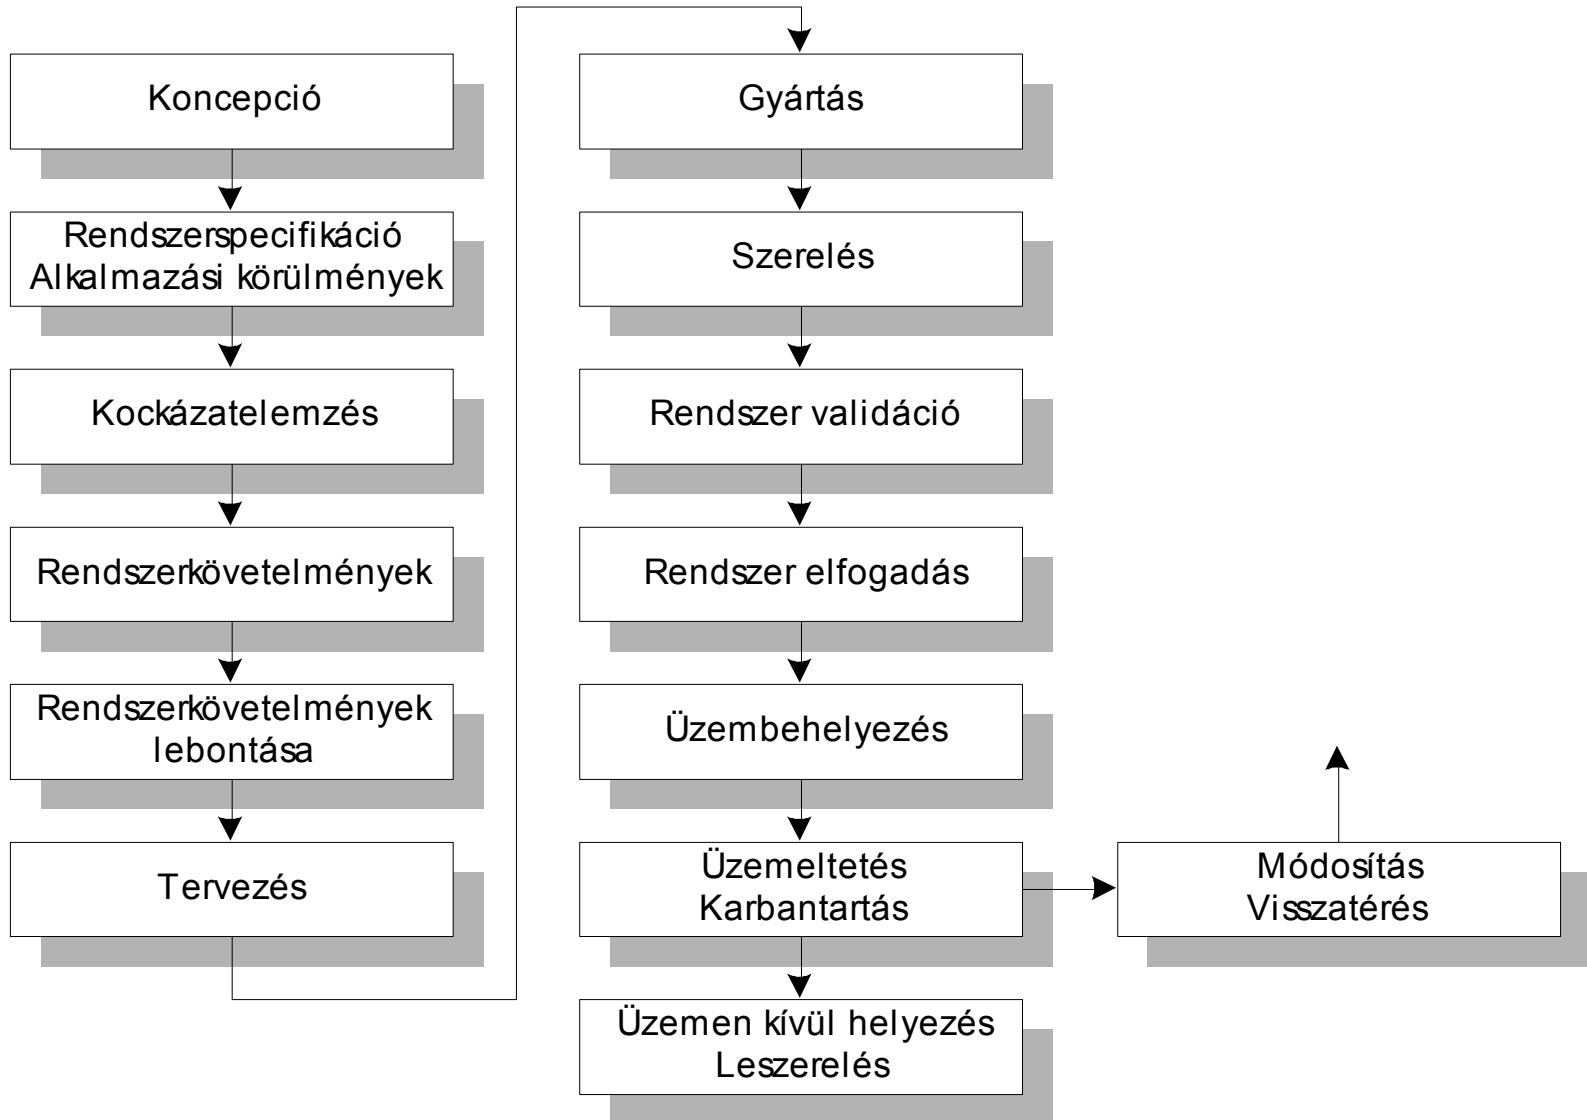 Koncepció
Rendszerspecifikáció
Alkalmazási körülmények
Kockázatelemzés
Rendszerkövetelmények
Rendszerkövetelmények
lebontása
Tervezés
Gyártás
Szerelés
Rendszer validáció
Rendszer elfogadás
Üzembehelyezés
Üzemeltetés
Karbantartás
Üzemen kívül helyezés
Leszerelés
Módosítás
Visszatérés